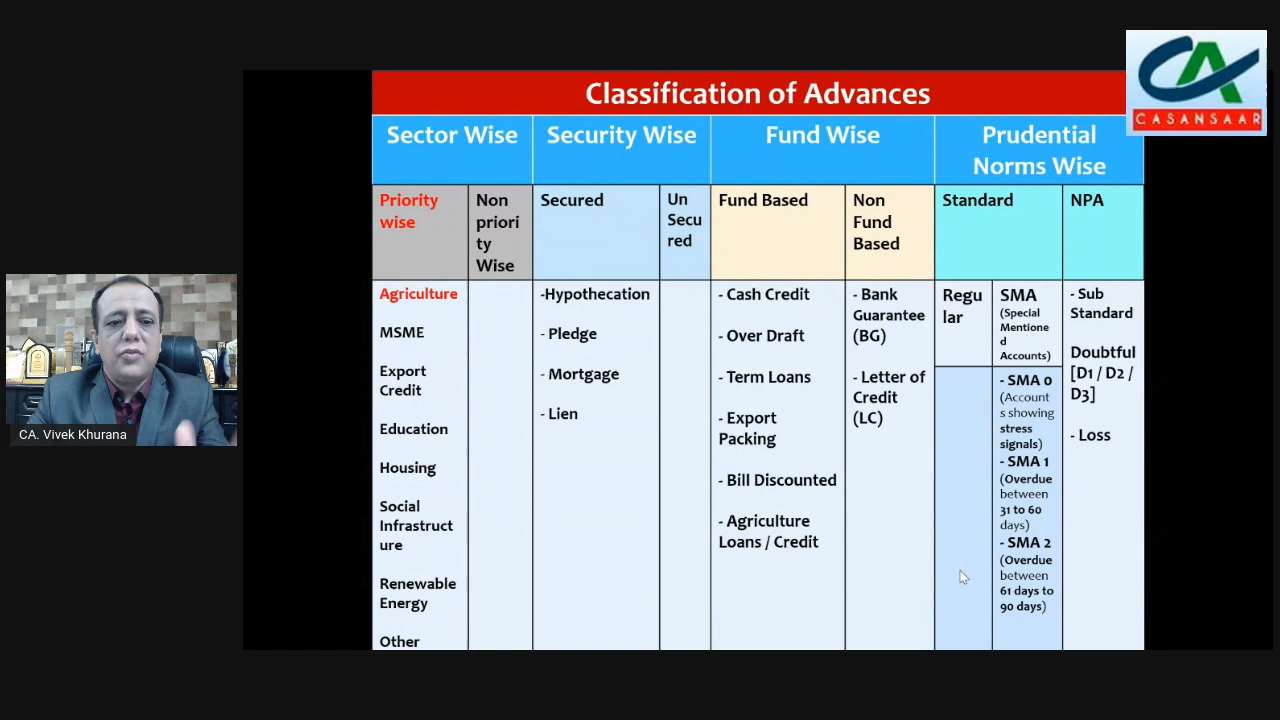 CASANSAAR
Classification of Advances
Sector Wise
Security Wise
Fund Wise
Prudential
Norms Wise
Priority
wise
Non
priori
ty
Wise
Secured
Un
Secu
red
Fund Based
Non
Fund
Based
Standard
NPA
Agriculture
MSME
Export
Credit
Education
Housing
Social
Infrastruct
ure
Renewable
Energy
Other
-Hypothecation
- Pledge
- Mortgage
- Lien
- Cash Credit
- Over Draft
- Term Loans
- Export
Packing
- Bill Discounted
- Agriculture
Loans / Credit
- Bank
Guarantee
(BG)
- Letter of
Credit
(LC)
Regu
lar
SMA
(Special
Mentione
d
Accounts)
- SMA 0
(Account
s showing
stress
signals)
- SMA 1
(Overdue
between
31 to 60
days)
- SMA 2
(Overdue
between
61 days to
90 days)
- Sub
Standard
Doubtful
[D1 / D2 /
D3]
- Loss
CA. Vivek Khurana